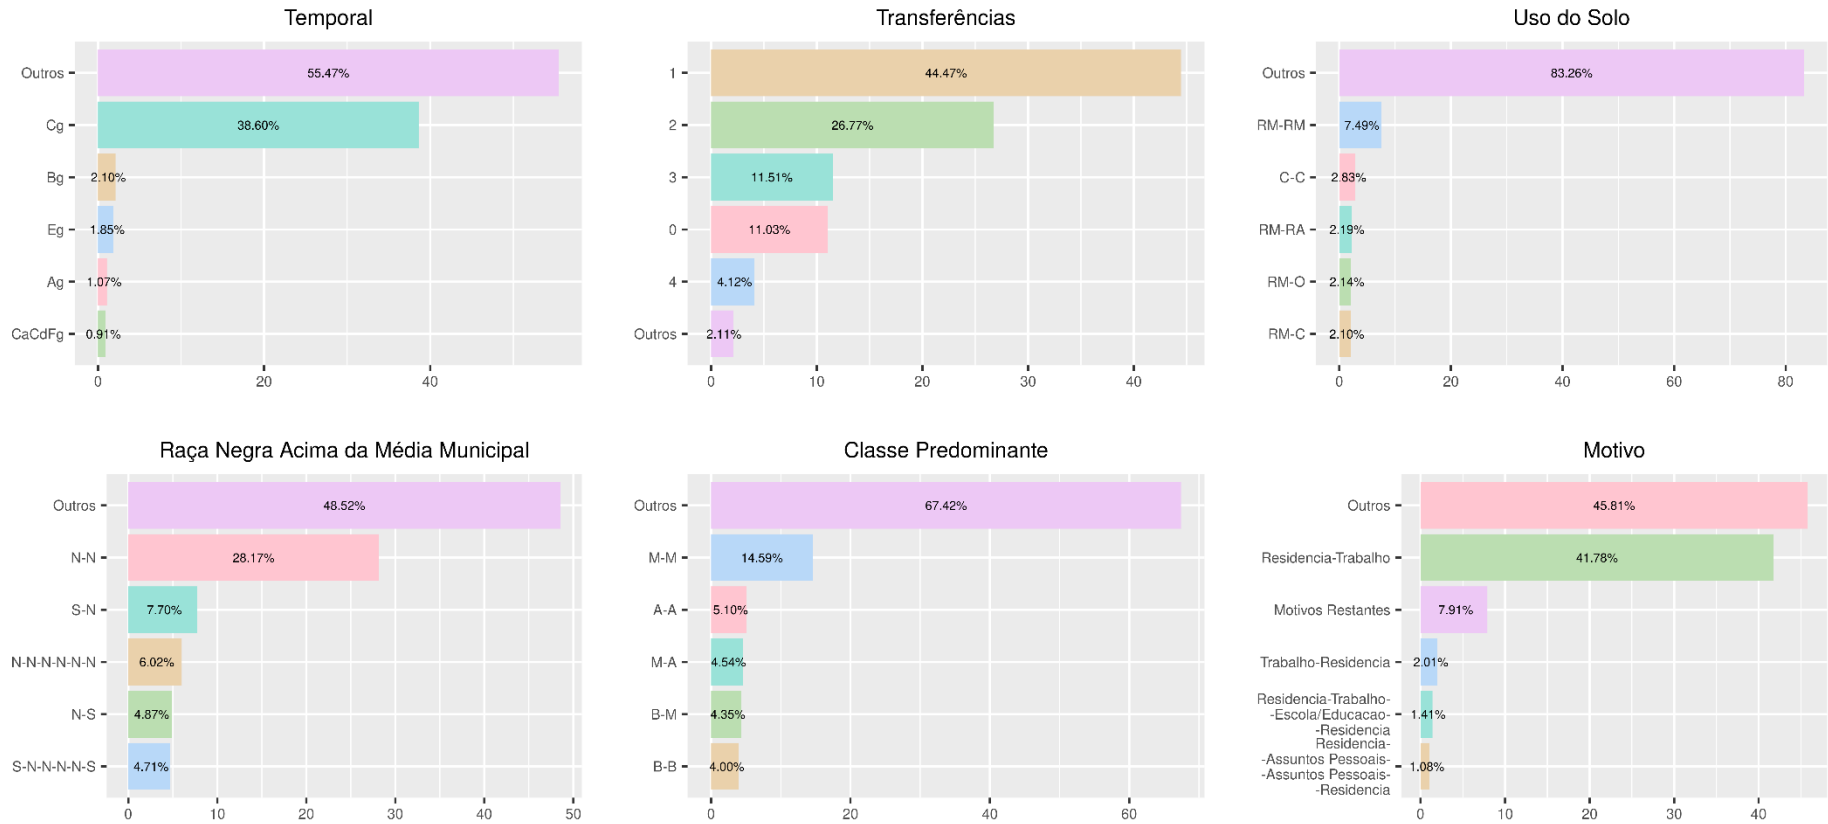 Temporal
Outros
55.47%
Cg
38.60%
Bg
2.10%
Eg
1.85%
Ag
1.07%
CaCdFg
0.91%
0 20 40
Transferências
1
44.47%
2
26.77%
3
11.51%
0
11.03%
4
4.12%
Outros
2.11%
0 10 20 30 40
Uso do Solo
Outros
83.26%
RM-RM
7.49%
C-C
2.83%
RM-RA
2.19%
RM-O
2.14%
RM-C
2.10%
0 20 40 60 80
Raça Negra Acima da Média Municipal
Outros
48.52%
N-N
28.17%
S-N
7.70%
N-N-N-N-N-N
6.02%
N-S
4.87%
S-N-N-N-N-S
4.71%
0 10 20 30 40 50
Classe Predominante
Outros
67.42%
M-M
14.59%
A-A
5.10%
M-A
4.54%
B-M
4.35%
B-B
4.00%
0 20 40 60
Motivo
Outros
45.81%
Residencia-Trabalho
41.78%
Motivos Restantes
7.91%
Trabalho-Residencia
2.01%
Residencia-Trabalho-
-Escola/Educacao-
-Residencia
1.41%
Residencia-
-Assuntos Pessoais-
-Assuntos Pessoais-
-Residencia
1.08%
0 10 20 30 40